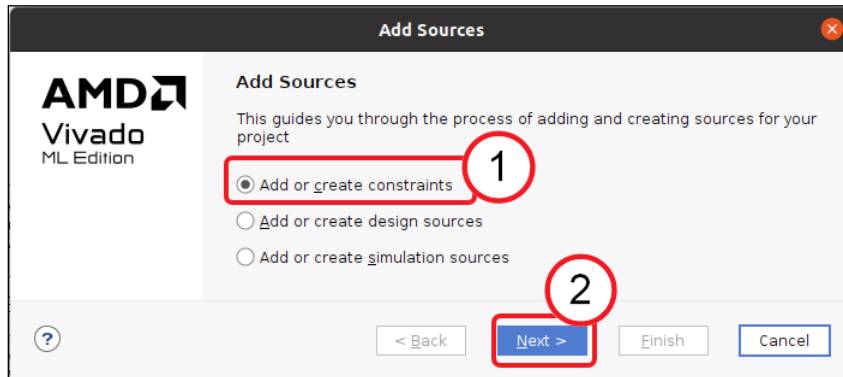 Add Sources
AMD
Vivado
ML Edition
Add Sources
This guides you through the process of adding and creating sources for your
project
1
Add or create constraints
Add or create design sources
Add or create simulation sources
2
?
< Back
Next >
Finish
Cancel